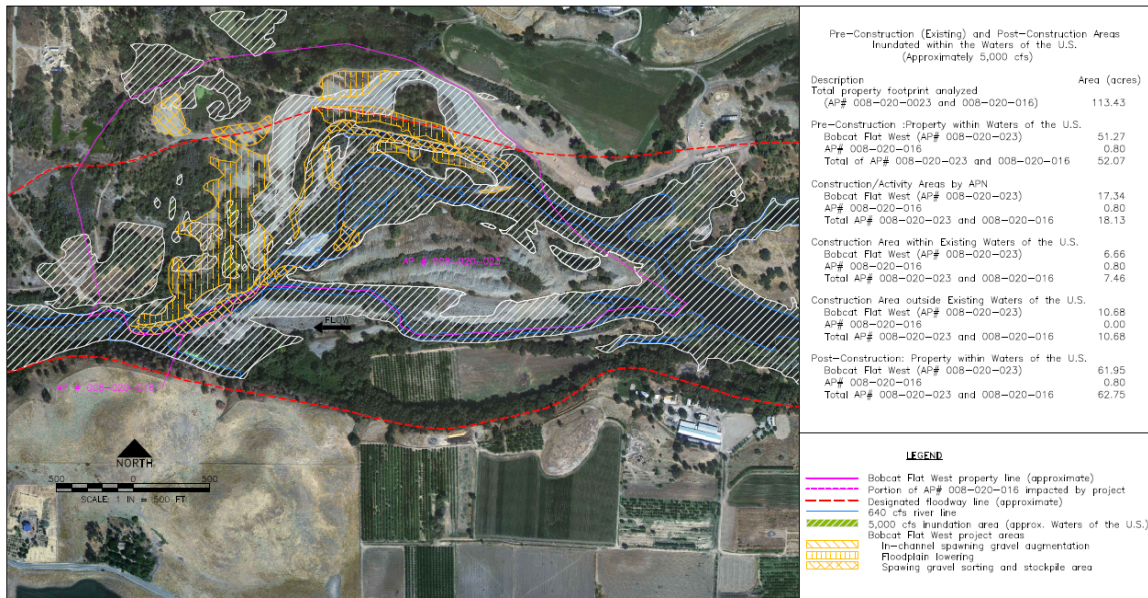 Pre-Construction (Existing) and Post-Construction Areas
Inundated within the Waters of the U.S.
(Approximately 5,000 cfs)
Description Area (acres)
Total property footprint analyzed
(AP# 008-020-0023 and 008-020-016) 113.43
Pre-Construction :Property within Waters of the U.S.
Bobcat Flat West (AP# 008-020-023) 51.27
AP# 008-020-016 0.80
Total of AP# 008-020-023 and 008-020-016 52.07
Construction/Activity Areas by APN
Bobcat Flat West (AP# 008-020-023) 17.34
AP# 008-020-016 0.80
Total AP# 008-020-023 and 008-020-016 18.13
Construction Area within Existing Waters of the U.S.
Bobcat Flat West (AP# 008-020-023) 6.66
AP# 008-020-016 0.80
Total AP# 008-020-023 and 008-020-016 7.46
Construction Area outside Existing Waters of the U.S.
Bobcat Flat West (AP# 008-020-023) 10.68
AP# 008-020-016 0.00
Total AP# 008-020-023 and 008-020-016 10.68
Post-Construction: Property within Waters of the U.S.
Bobcat Flat West (AP# 008-020-023) 61.95
AP# 008-020-016 0.80
Total AP# 008-020-023 and 008-020-016 62.75
AP # 008-020-023
FLOW
AP # 008-020-016
NORTH
500 0 500
SCALE: 1 IN = 500 FT
LEGEND
Bobcat Flat West property line (approximate)
Portion of AP# 008-020-016 impacted by project
Designated floodway line (approximate)
640 cfs river line
5,000 cfs inundation area (approx. Waters of the U.S.)
Bobcat Flat West project areas
In-channel spawning gravel augmentation
Floodplain lowering
Spawing gravel sorting and stockpile area